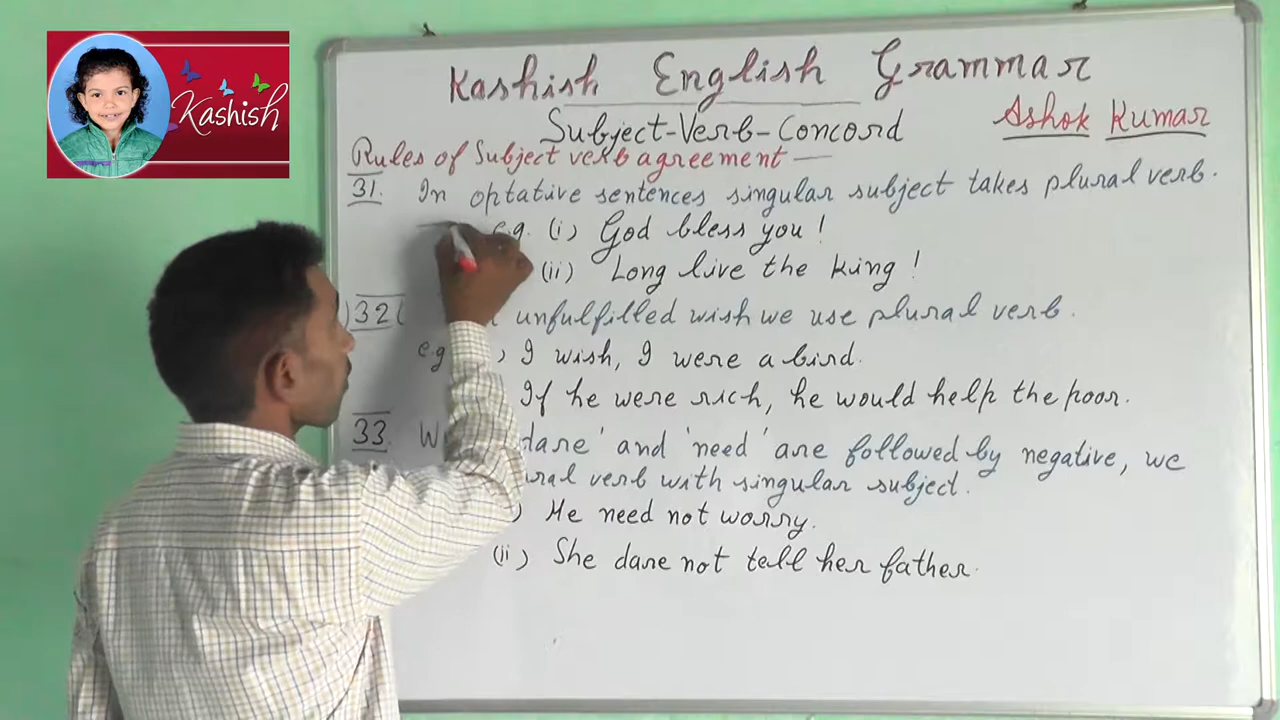 Kashish
Kashish English Grammar
Subject-Verb-Concord
Ashok Kumar
Rules of Subject verb agreement —
31. In optative sentences singular subject takes plural verb.
e.g. (i) God bless you!
(ii) Long live the king!
32 unfulfilled wish we use plural verb.
e.g ) I wish, I were a bird.
If he were rich, he would help the poor.
33. dare' and 'need' are followed by negative, we
verb with singular subject.
) He need not worry.
(ii) She dare not tell her father.